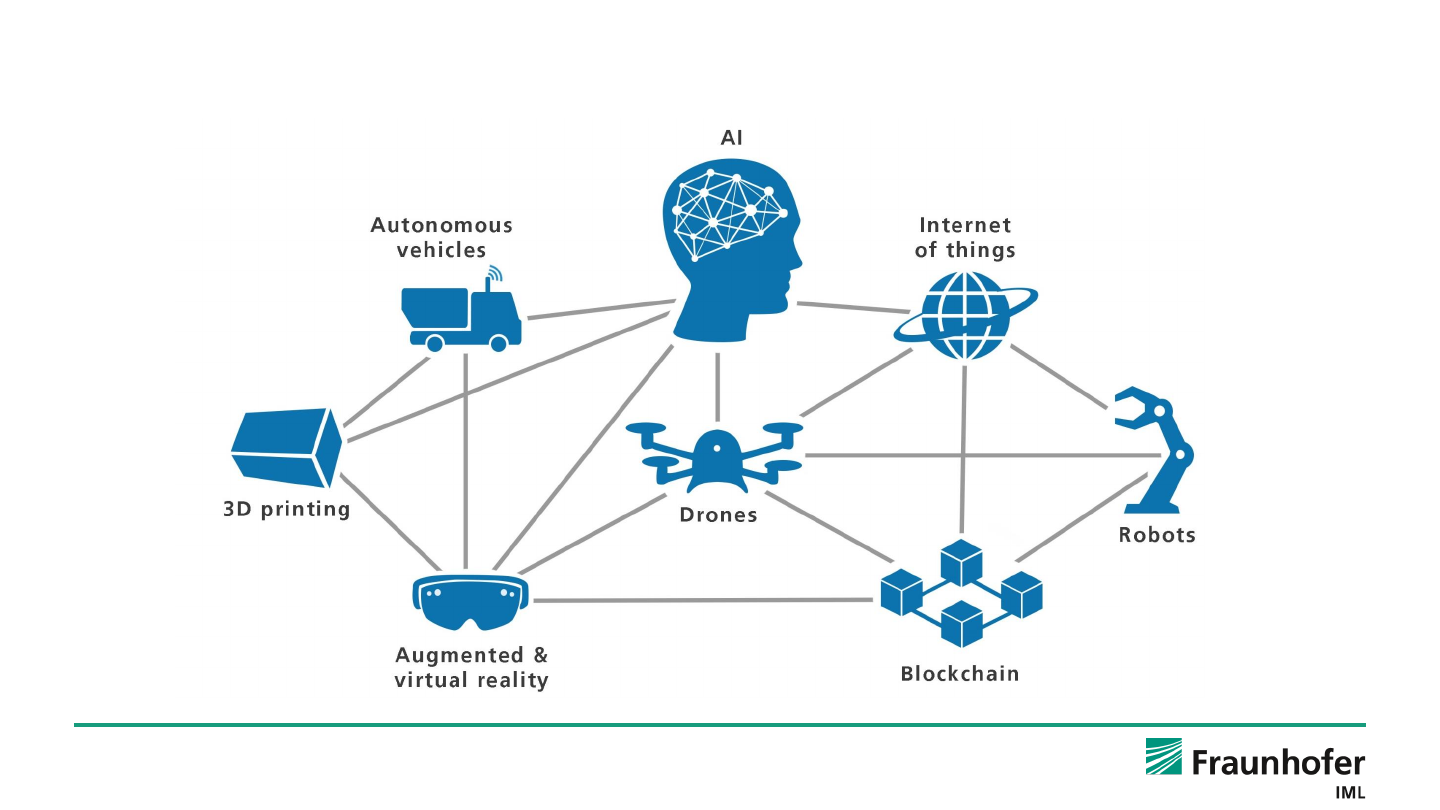 AI
Autonomous
vehicles
Internet
of things
3D printing
Drones
Robots
Augmented &
virtual reality
Blockchain
Fraunhofer
IML